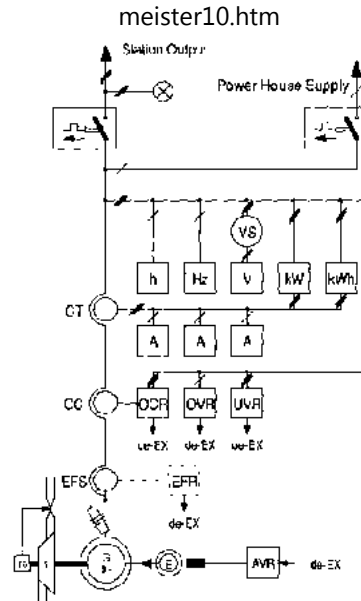 meister10.htm
Station Output
Power House Supply
VS
h Hz V kW kWh
CT
A A A
CC OCR OVR UVR
de-EX de-EX de-EX
EFS EFR
de-EX
G
E AVR de-EX